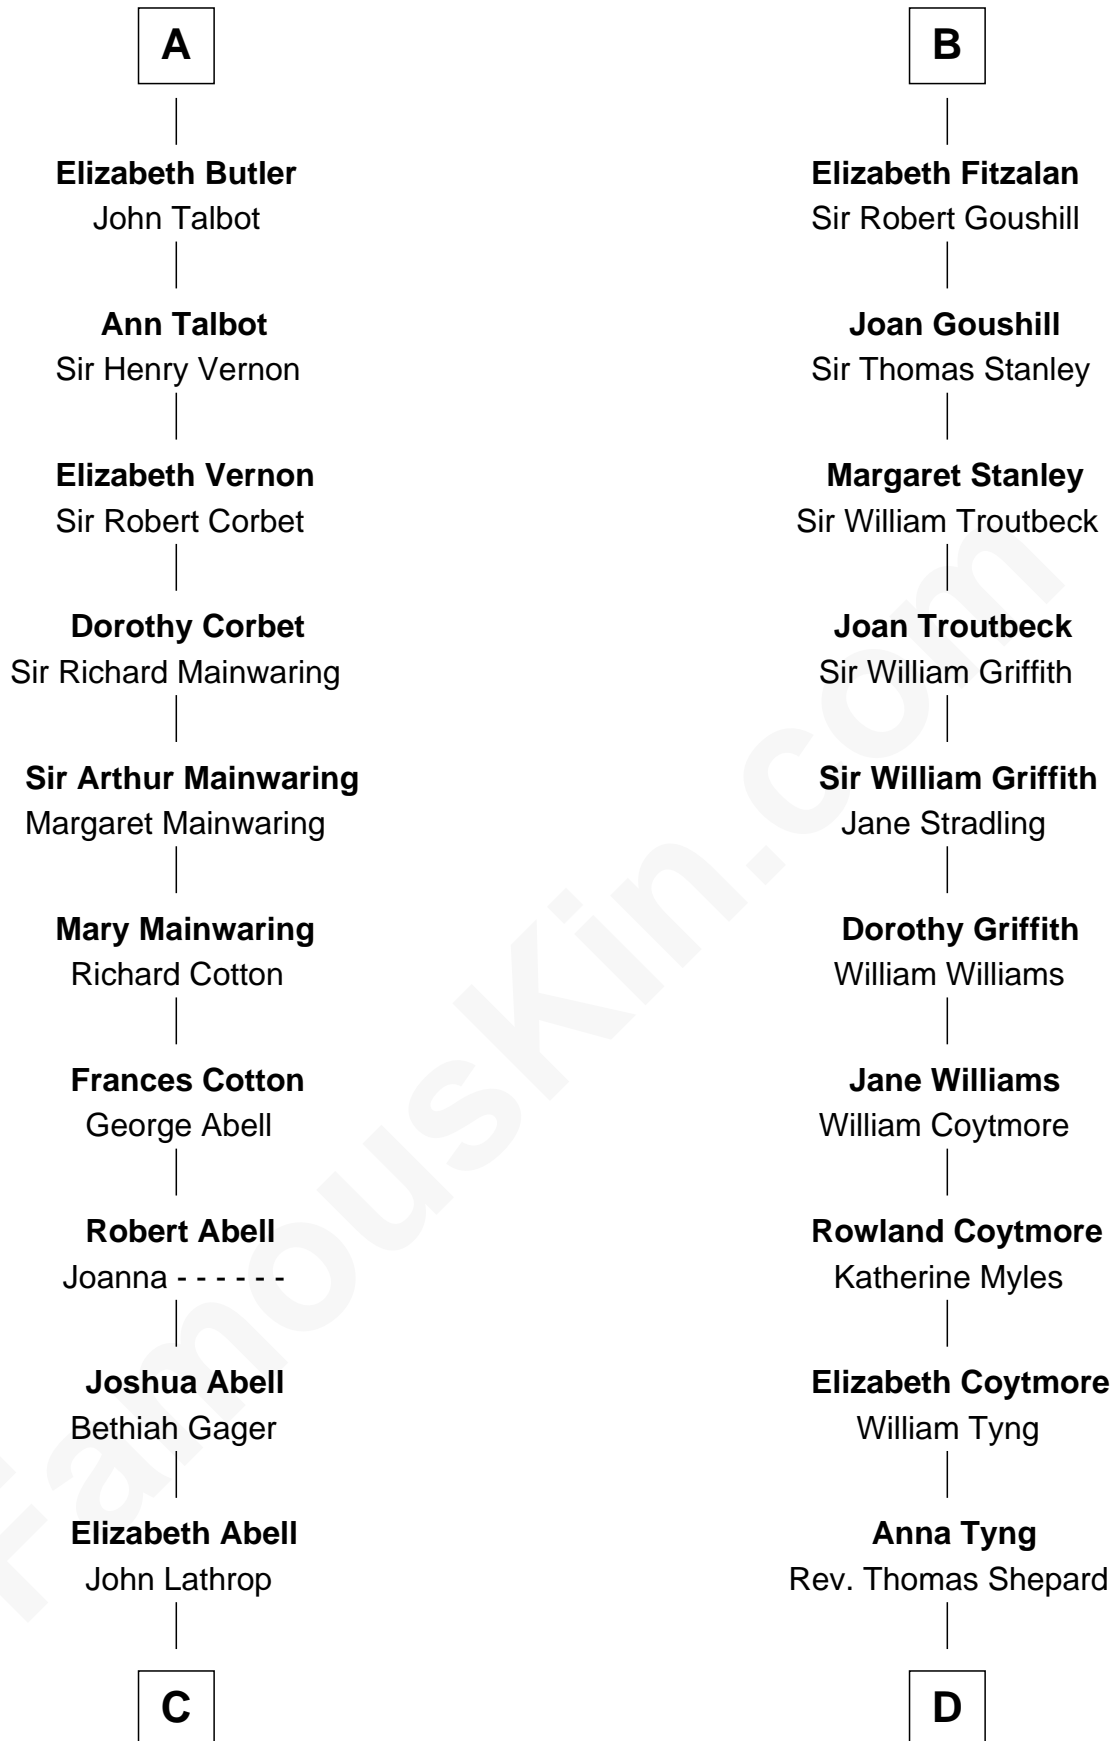 A
Elizabeth Butler
John Talbot
Ann Talbot
Sir Henry Vernon
Elizabeth Vernon
Sir Robert Corbet
Dorothy Corbet
Sir Richard Mainwaring
Sir Arthur Mainwaring
Margaret Mainwaring
Mary Mainwaring
Richard Cotton
Frances Cotton
George Abell
Robert Abell
Joanna - - - - - -
Joshua Abell
Bethiah Gager
Elizabeth Abell
John Lathrop
C
B
Elizabeth Fitzalan
Sir Robert Goushill
Joan Goushill
Sir Thomas Stanley
Margaret Stanley
Sir William Troutbeck
Joan Troutbeck
Sir William Griffith
Sir William Griffith
Jane Stradling
Dorothy Griffith
William Williams
Jane Williams
William Coytmore
Rowland Coytmore
Katherine Myles
Elizabeth Coytmore
William Tyng
Anna Tyng
Rev. Thomas Shepard
D
FamousKin.com